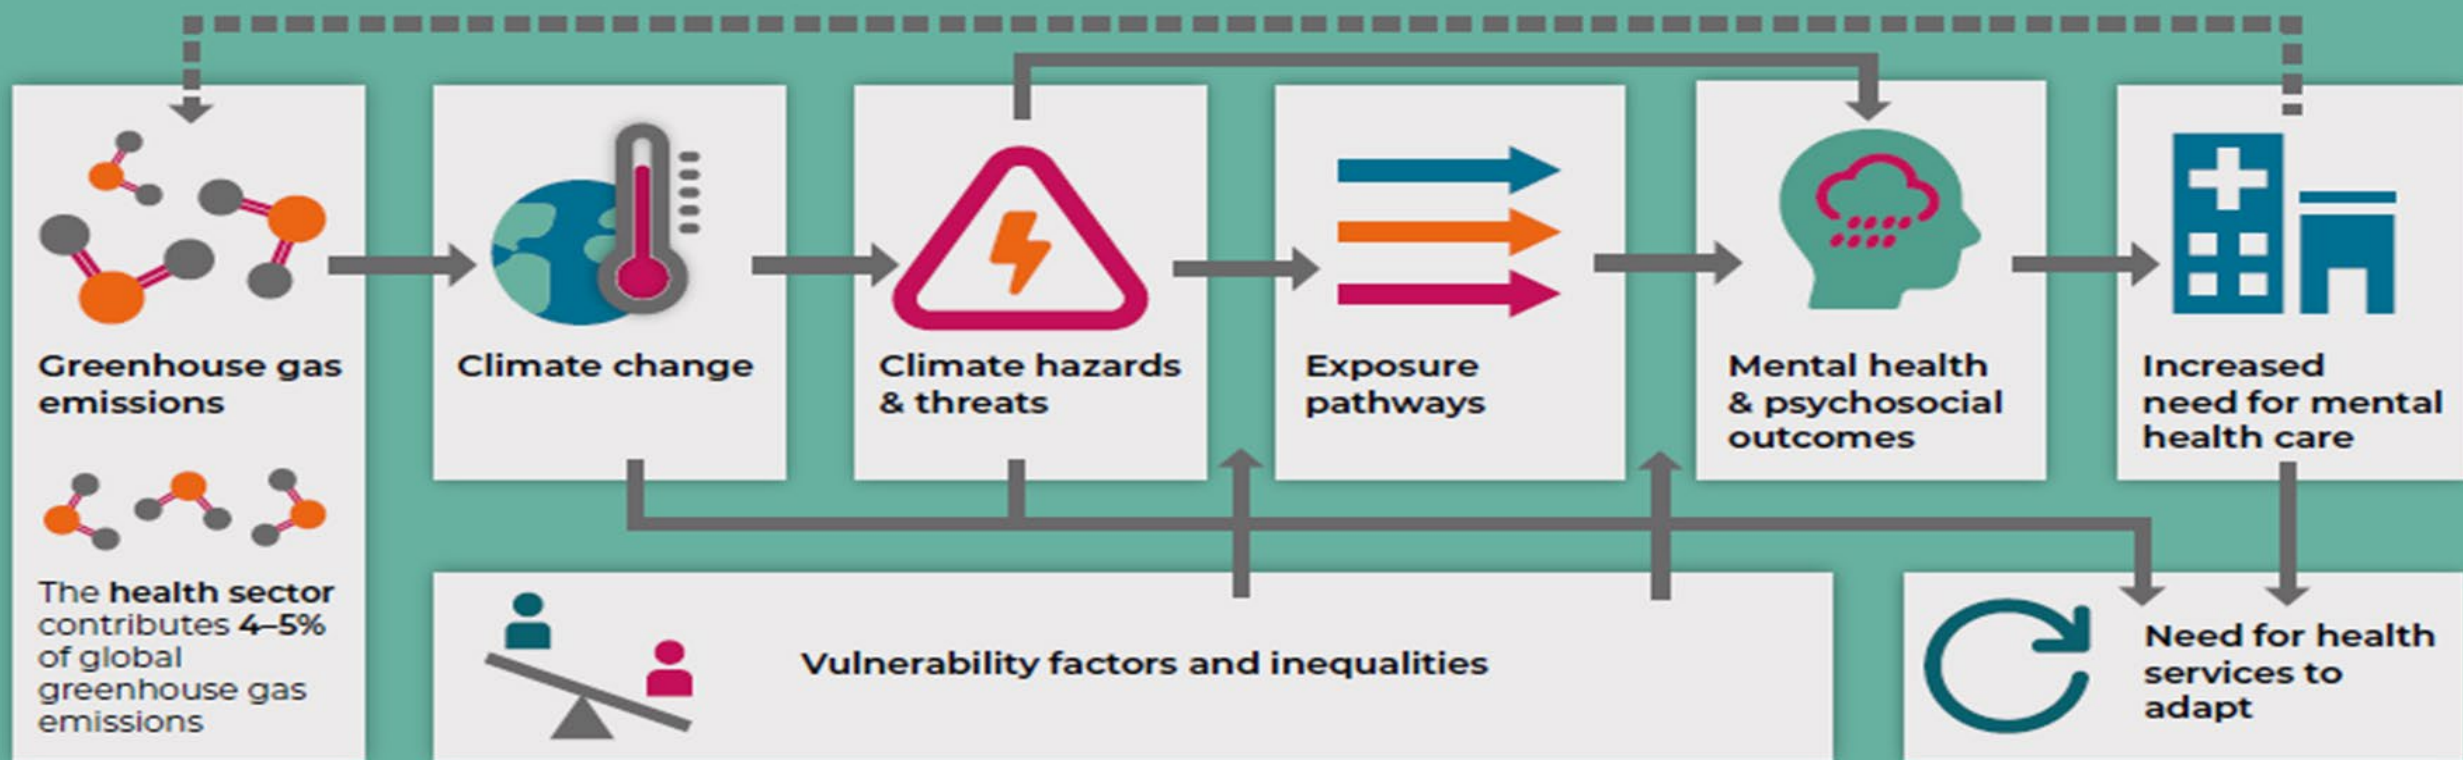 Greenhouse gas
emissions
The health sector
contributes 4–5%
of global
greenhouse gas
emissions
Climate change
Climate hazards
& threats
Exposure
pathways
Mental health
& psychosocial
outcomes
Increased
need for mental
health care
Vulnerability factors and inequalities
Need for health
services to
adapt